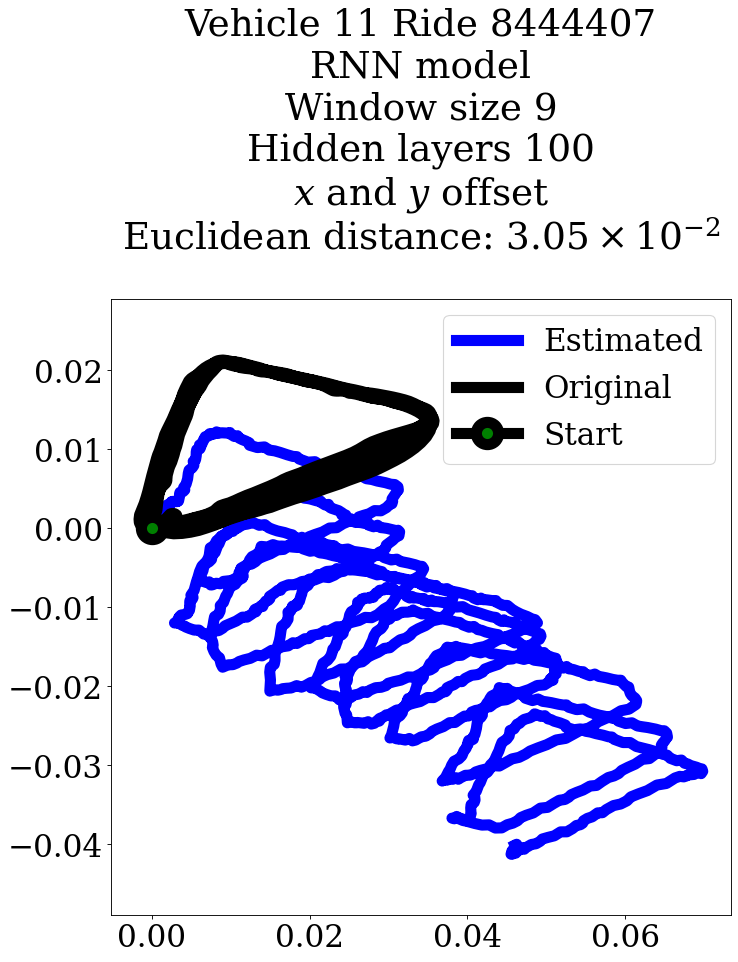 Vehicle 11 Ride 8444407
RNN model
Window size 9
Hidden layers 100
x and y offset
Euclidean distance: 3.05 × 10⁻²
Estimated
Original
Start
0.02
0.01
0.00
−0.01
−0.02
−0.03
−0.04
0.00 0.02 0.04 0.06